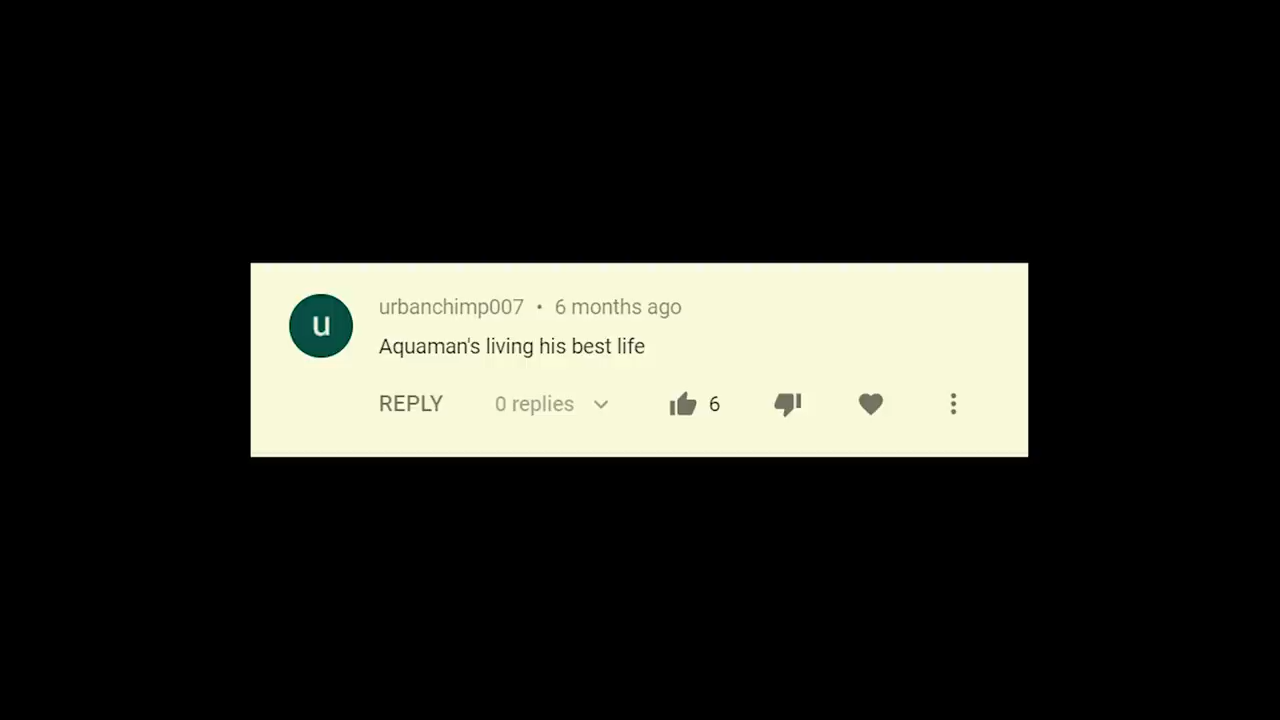 u
urbanchimp007 • 6 months ago
Aquaman's living his best life
REPLY 0 replies 6